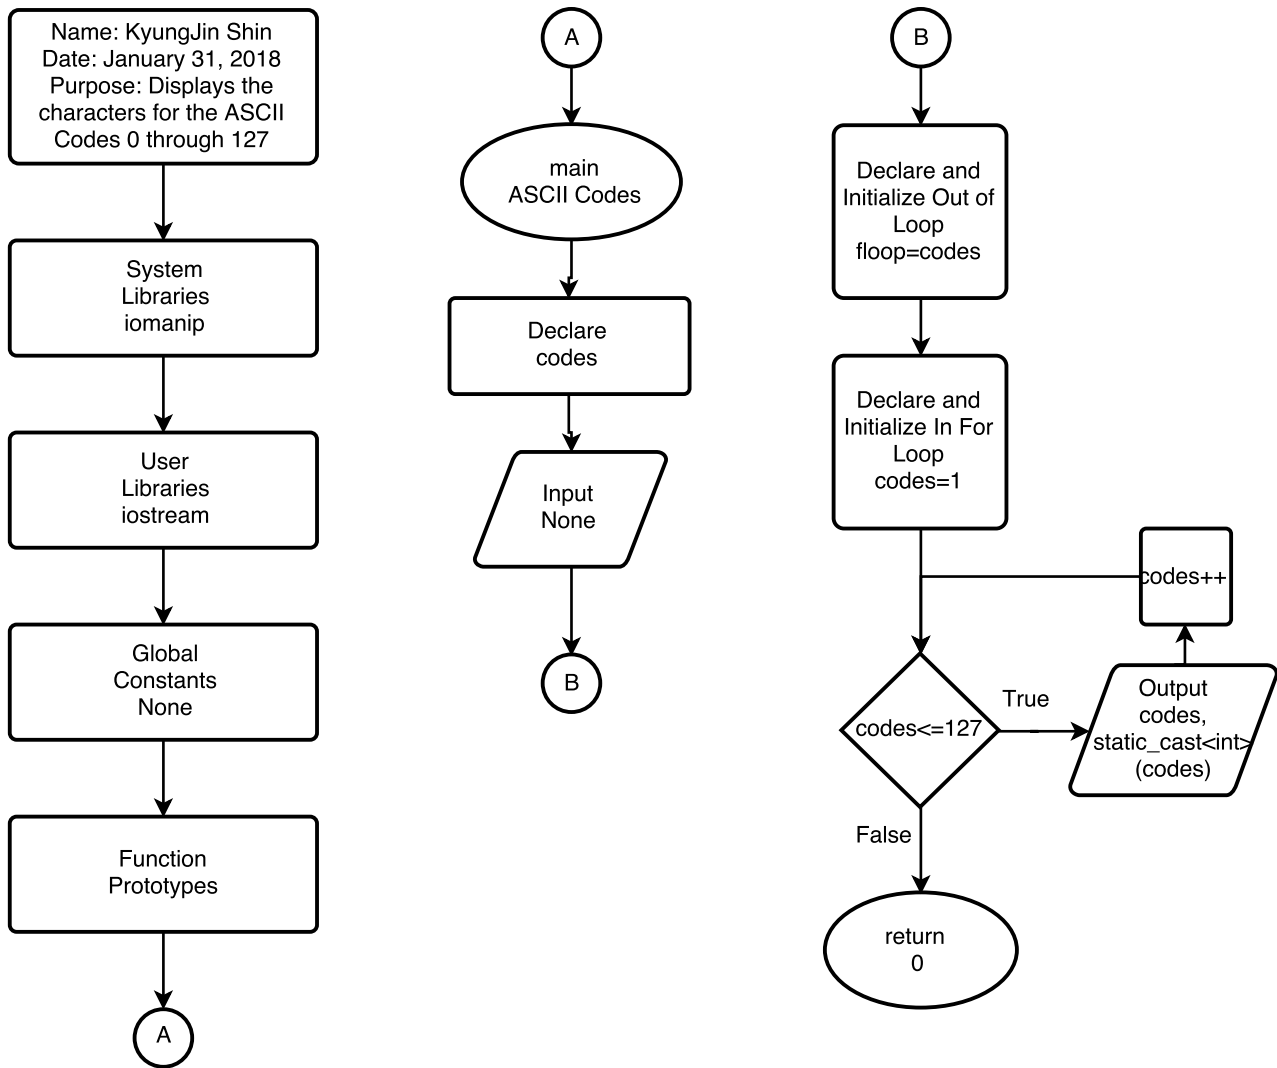 Name: KyungJin Shin
Date: January 31, 2018
Purpose: Displays the
characters for the ASCII
Codes 0 through 127
System
Libraries
iomanip
User
Libraries
iostream
Global
Constants
None
Function
Prototypes
A
A
main
ASCII Codes
Declare
codes
Input
None
B
B
Declare and
Initialize Out of
Loop
floop=codes
Declare and
Initialize In For
Loop
codes=1
codes++
codes<=127
True
Output
codes,
static_cast<int>
(codes)
False
return
0